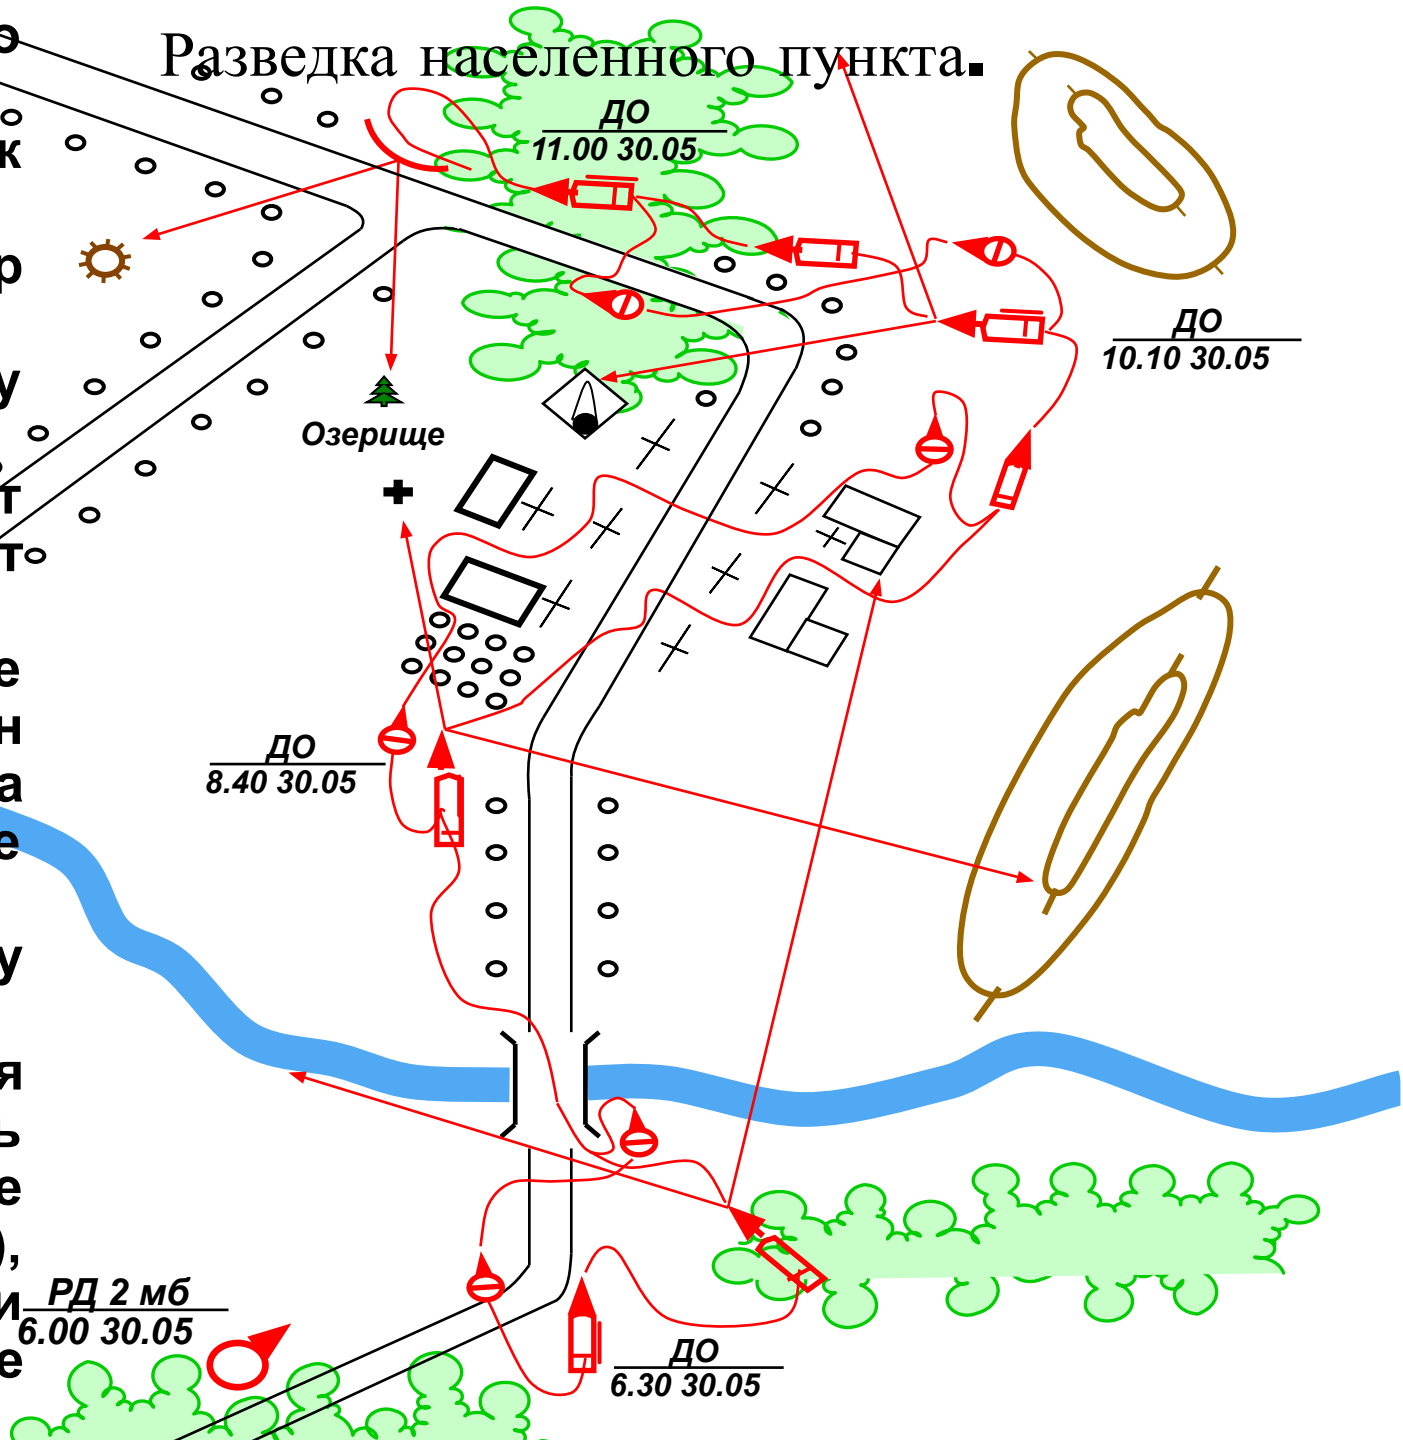 Разведка населенного пункта.
о
к
р
у
т
т
е
н
а
е
у
я
ь
е
),
и
е
ДО
11.00 30.05
ДО
10.10 30.05
Озерище
ДО
8.40 30.05
РД 2 мб
6.00 30.05
ДО
6.30 30.05